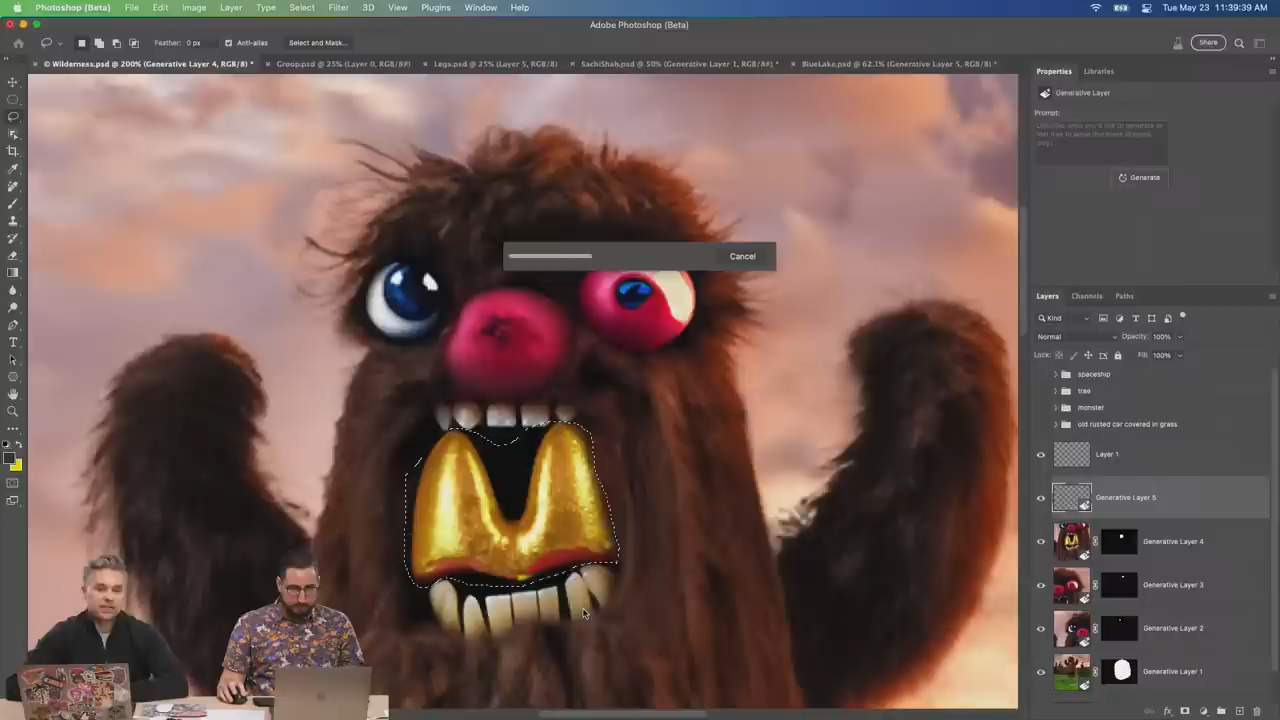 Photoshop (Beta) File Edit Image Layer Type Select Filter 3D View Plugins Window Help Tue May 23 11:39:39 AM
Adobe Photoshop (Beta)
Feather: 0 px Anti-alias Select and Mask... Share
© Wilderness.psd @ 200% (Generative Layer 4, RGB/8) * Group.psd @ 25% (Layer 0, RGB/8#) Legs.psd @ 25% (Layer 5, RGB/8) SachiShah.psd @ 50% (Generative Layer 1, RGB/8#) * BlueLake.psd @ 62.1% (Generative Layer 5, RGB/8) *
Properties Libraries
Generative Layer
Prompt:
Generate
Cancel
Layers Channels Paths
Kind
Normal Opacity: 100%
Lock: Fill: 100%
spaceship
tree
monster
old rusted car covered in grass
Layer 1
Generative Layer 5
Generative Layer 4
Generative Layer 3
Generative Layer 2
Generative Layer 1